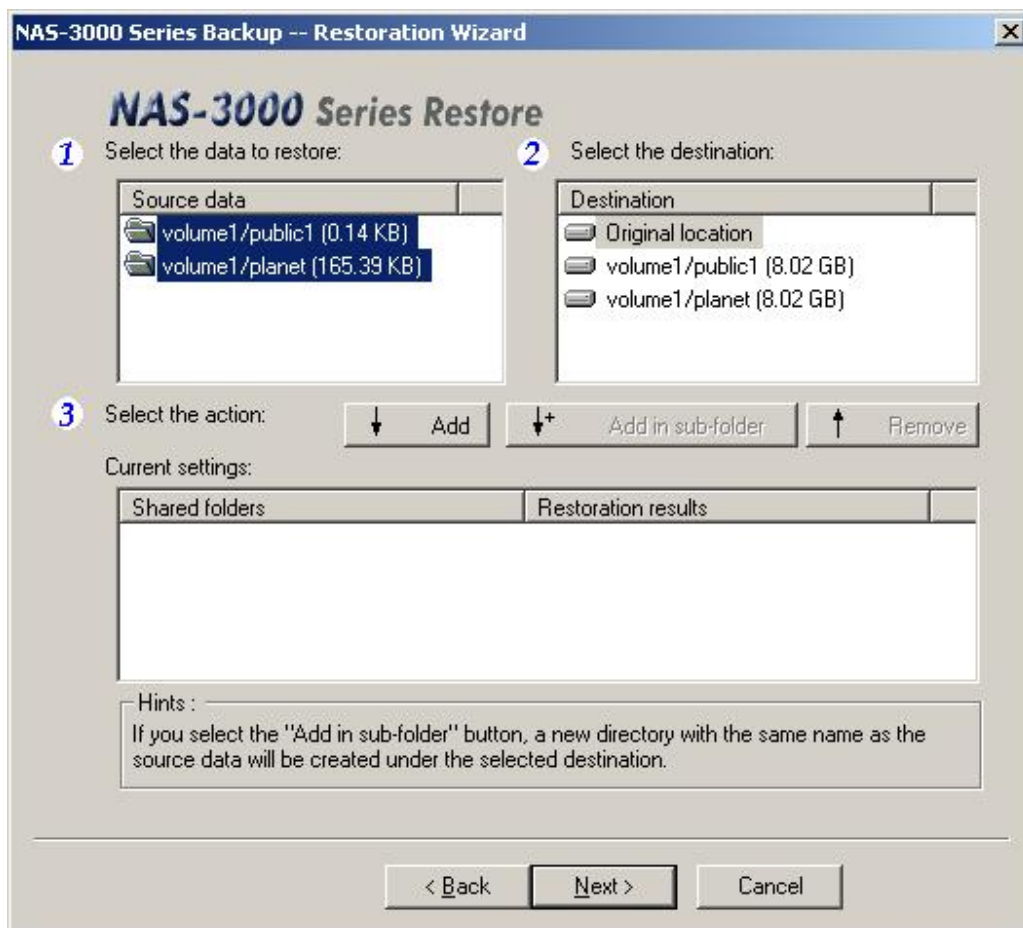 NAS-3000 Series Backup -- Restoration Wizard
NAS-3000 Series Restore
1 Select the data to restore:
Source data
volume1/public1 (0.14 KB)
volume1/planet (165.39 KB)
2 Select the destination:
Destination
Original location
volume1/public1 (8.02 GB)
volume1/planet (8.02 GB)
3 Select the action:
Add
Add in sub-folder
Remove
Current settings:
Shared folders
Restoration results
Hints :
If you select the "Add in sub-folder" button, a new directory with the same name as the
source data will be created under the selected destination.
< Back
Next >
Cancel